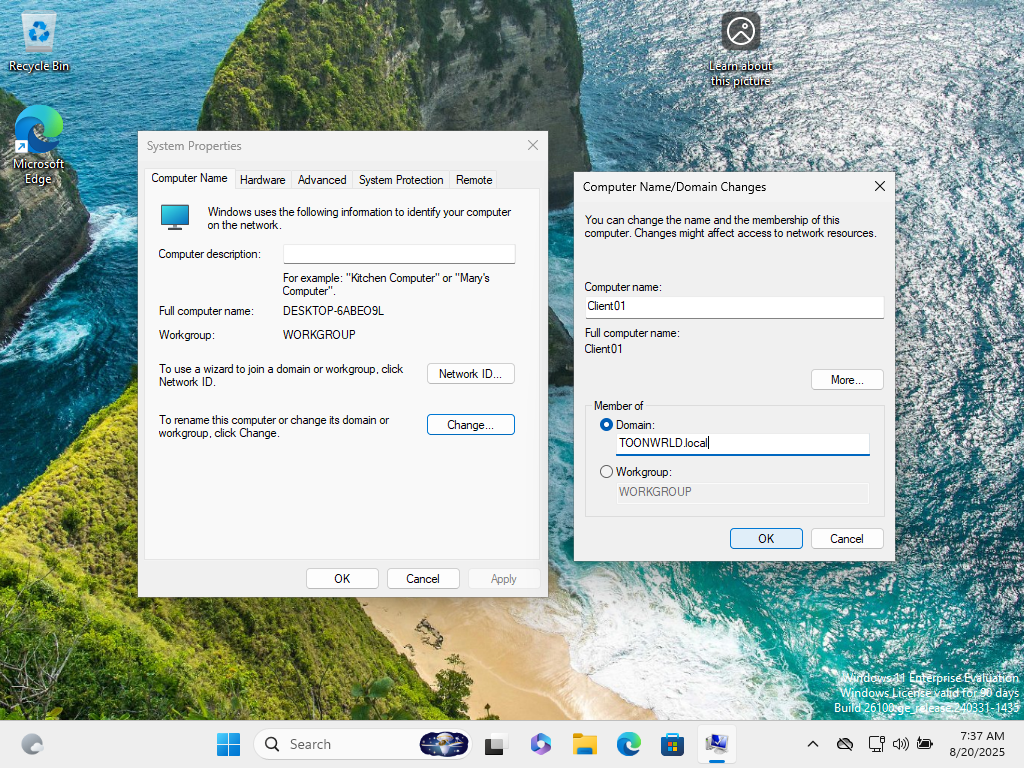 Recycle Bin
Learn about
this picture
Microsoft
Edge
System Properties
Computer Name
Hardware
Advanced
System Protection
Remote
Windows uses the following information to identify your computer
on the network.
Computer description:
For example: "Kitchen Computer" or "Mary's
Computer".
Full computer name:
DESKTOP-6ABEO9L
Workgroup:
WORKGROUP
To use a wizard to join a domain or workgroup, click
Network ID.
Network ID...
To rename this computer or change its domain or
workgroup, click Change.
Change...
OK
Cancel
Apply
Computer Name/Domain Changes
You can change the name and the membership of this
computer. Changes might affect access to network resources.
Computer name:
Client01
Full computer name:
Client01
More...
Member of
Domain:
TOONWRLD.local
Workgroup:
WORKGROUP
OK
Cancel
Windows 11 Enterprise Evaluation
Windows License valid for 90 days
Build 26100.ge_release.240331-1435
Search
7:37 AM
8/20/2025